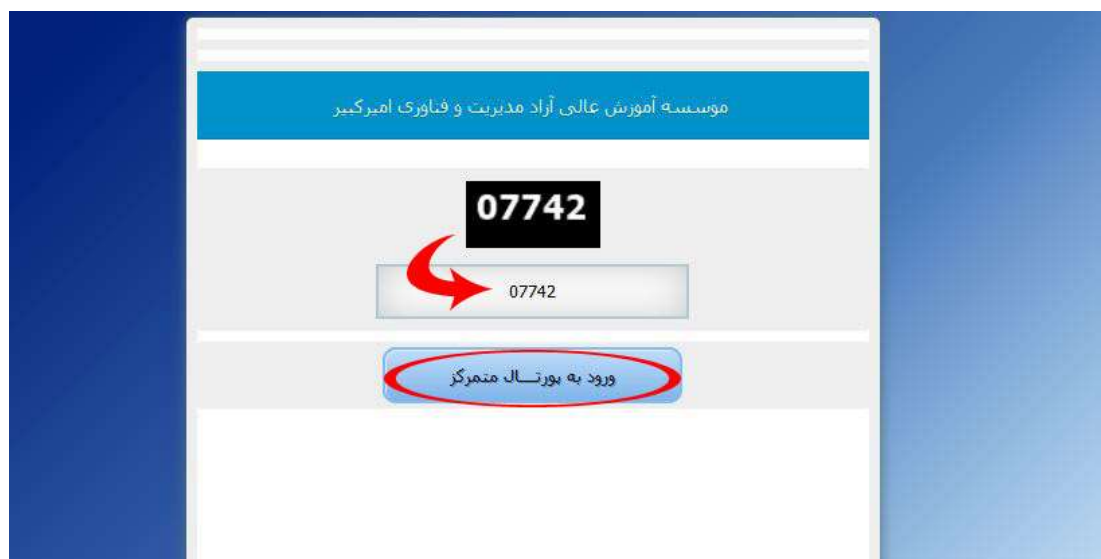 موسسه آموزش عالی آزاد مدیریت و فناوری امیرکبیر
07742
07742
ورود به پورتـــال متمرکز